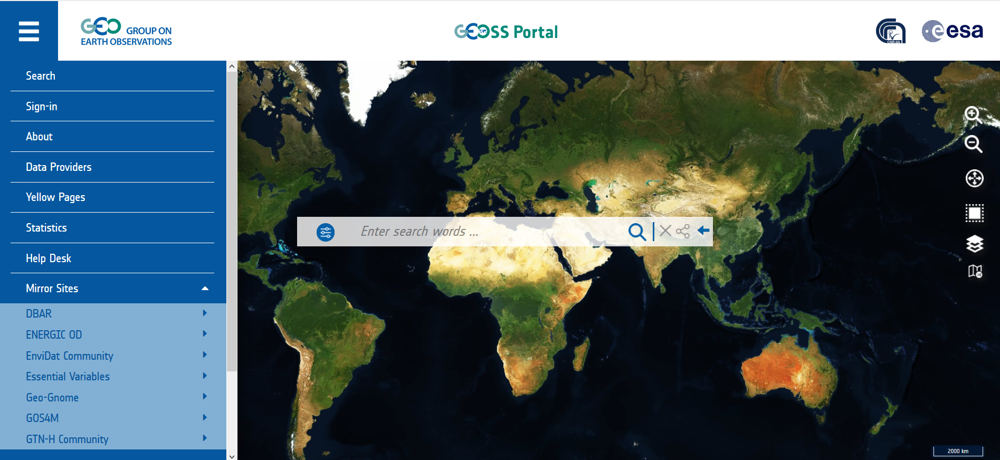 GEO GROUP ON
EARTH OBSERVATIONS
GEOSS Portal
CNR-IIA
esa
Search
Sign-in
About
Data Providers
Yellow Pages
Statistics
Help Desk
Mirror Sites
DBAR
ENERGIC OD
EnviDat Community
Essential Variables
Geo-Gnome
GOS4M
GTN-H Community
Enter search words ...
2000 km